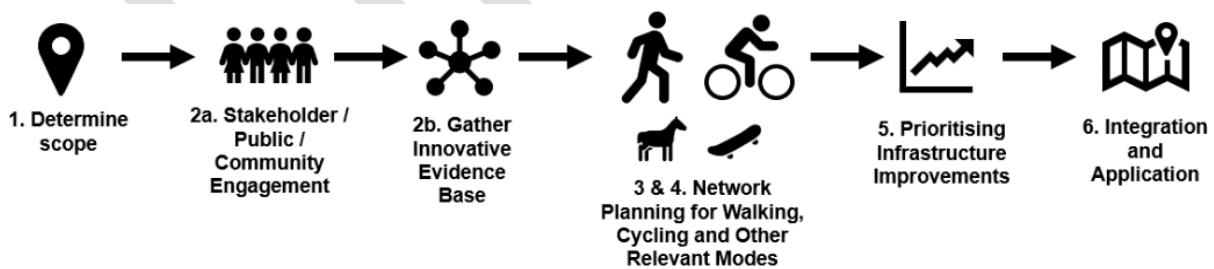 1. Determine
scope
2a. Stakeholder /
Public /
Community
Engagement
2b. Gather
Innovative
Evidence
Base
3 & 4. Network
Planning for Walking,
Cycling and Other
Relevant Modes
5. Prioritising
Infrastructure
Improvements
6. Integration
and
Application